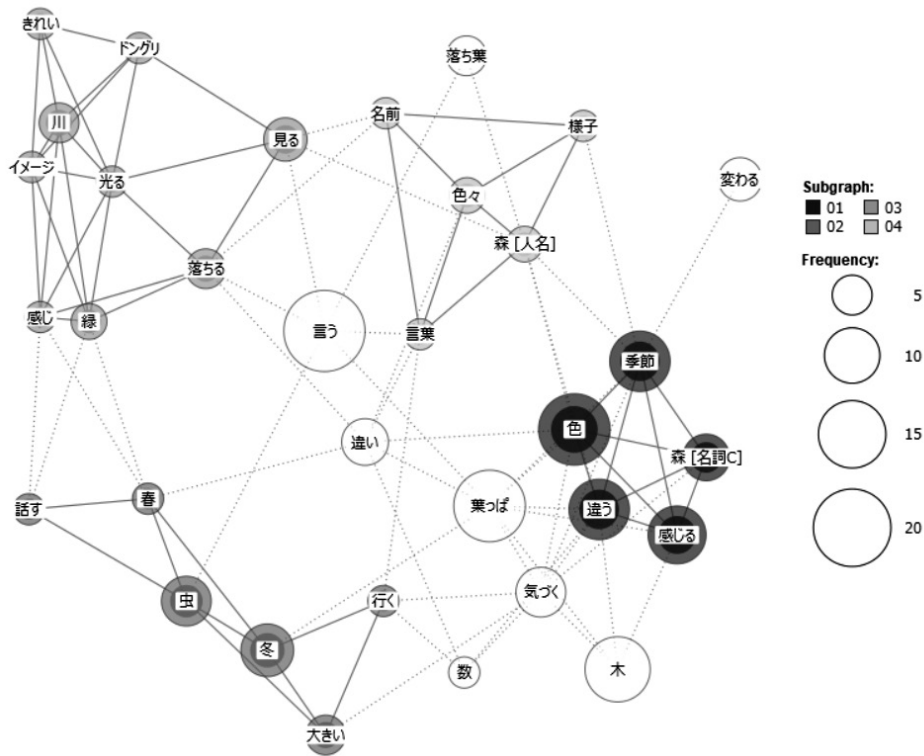 きれい
ドングリ
落ち葉
川
名前
様子
見る
イメージ
光る
色々
変わる
森 [人名]
落ちる
感じ
緑
言う
言葉
季節
色
違い
森 [名詞C]
葉っぱ
違う
感じる
話す
春
虫
行く
気づく
冬
数
木
大きい
Subgraph:
01 03
02 04
Frequency:
5
10
15
20